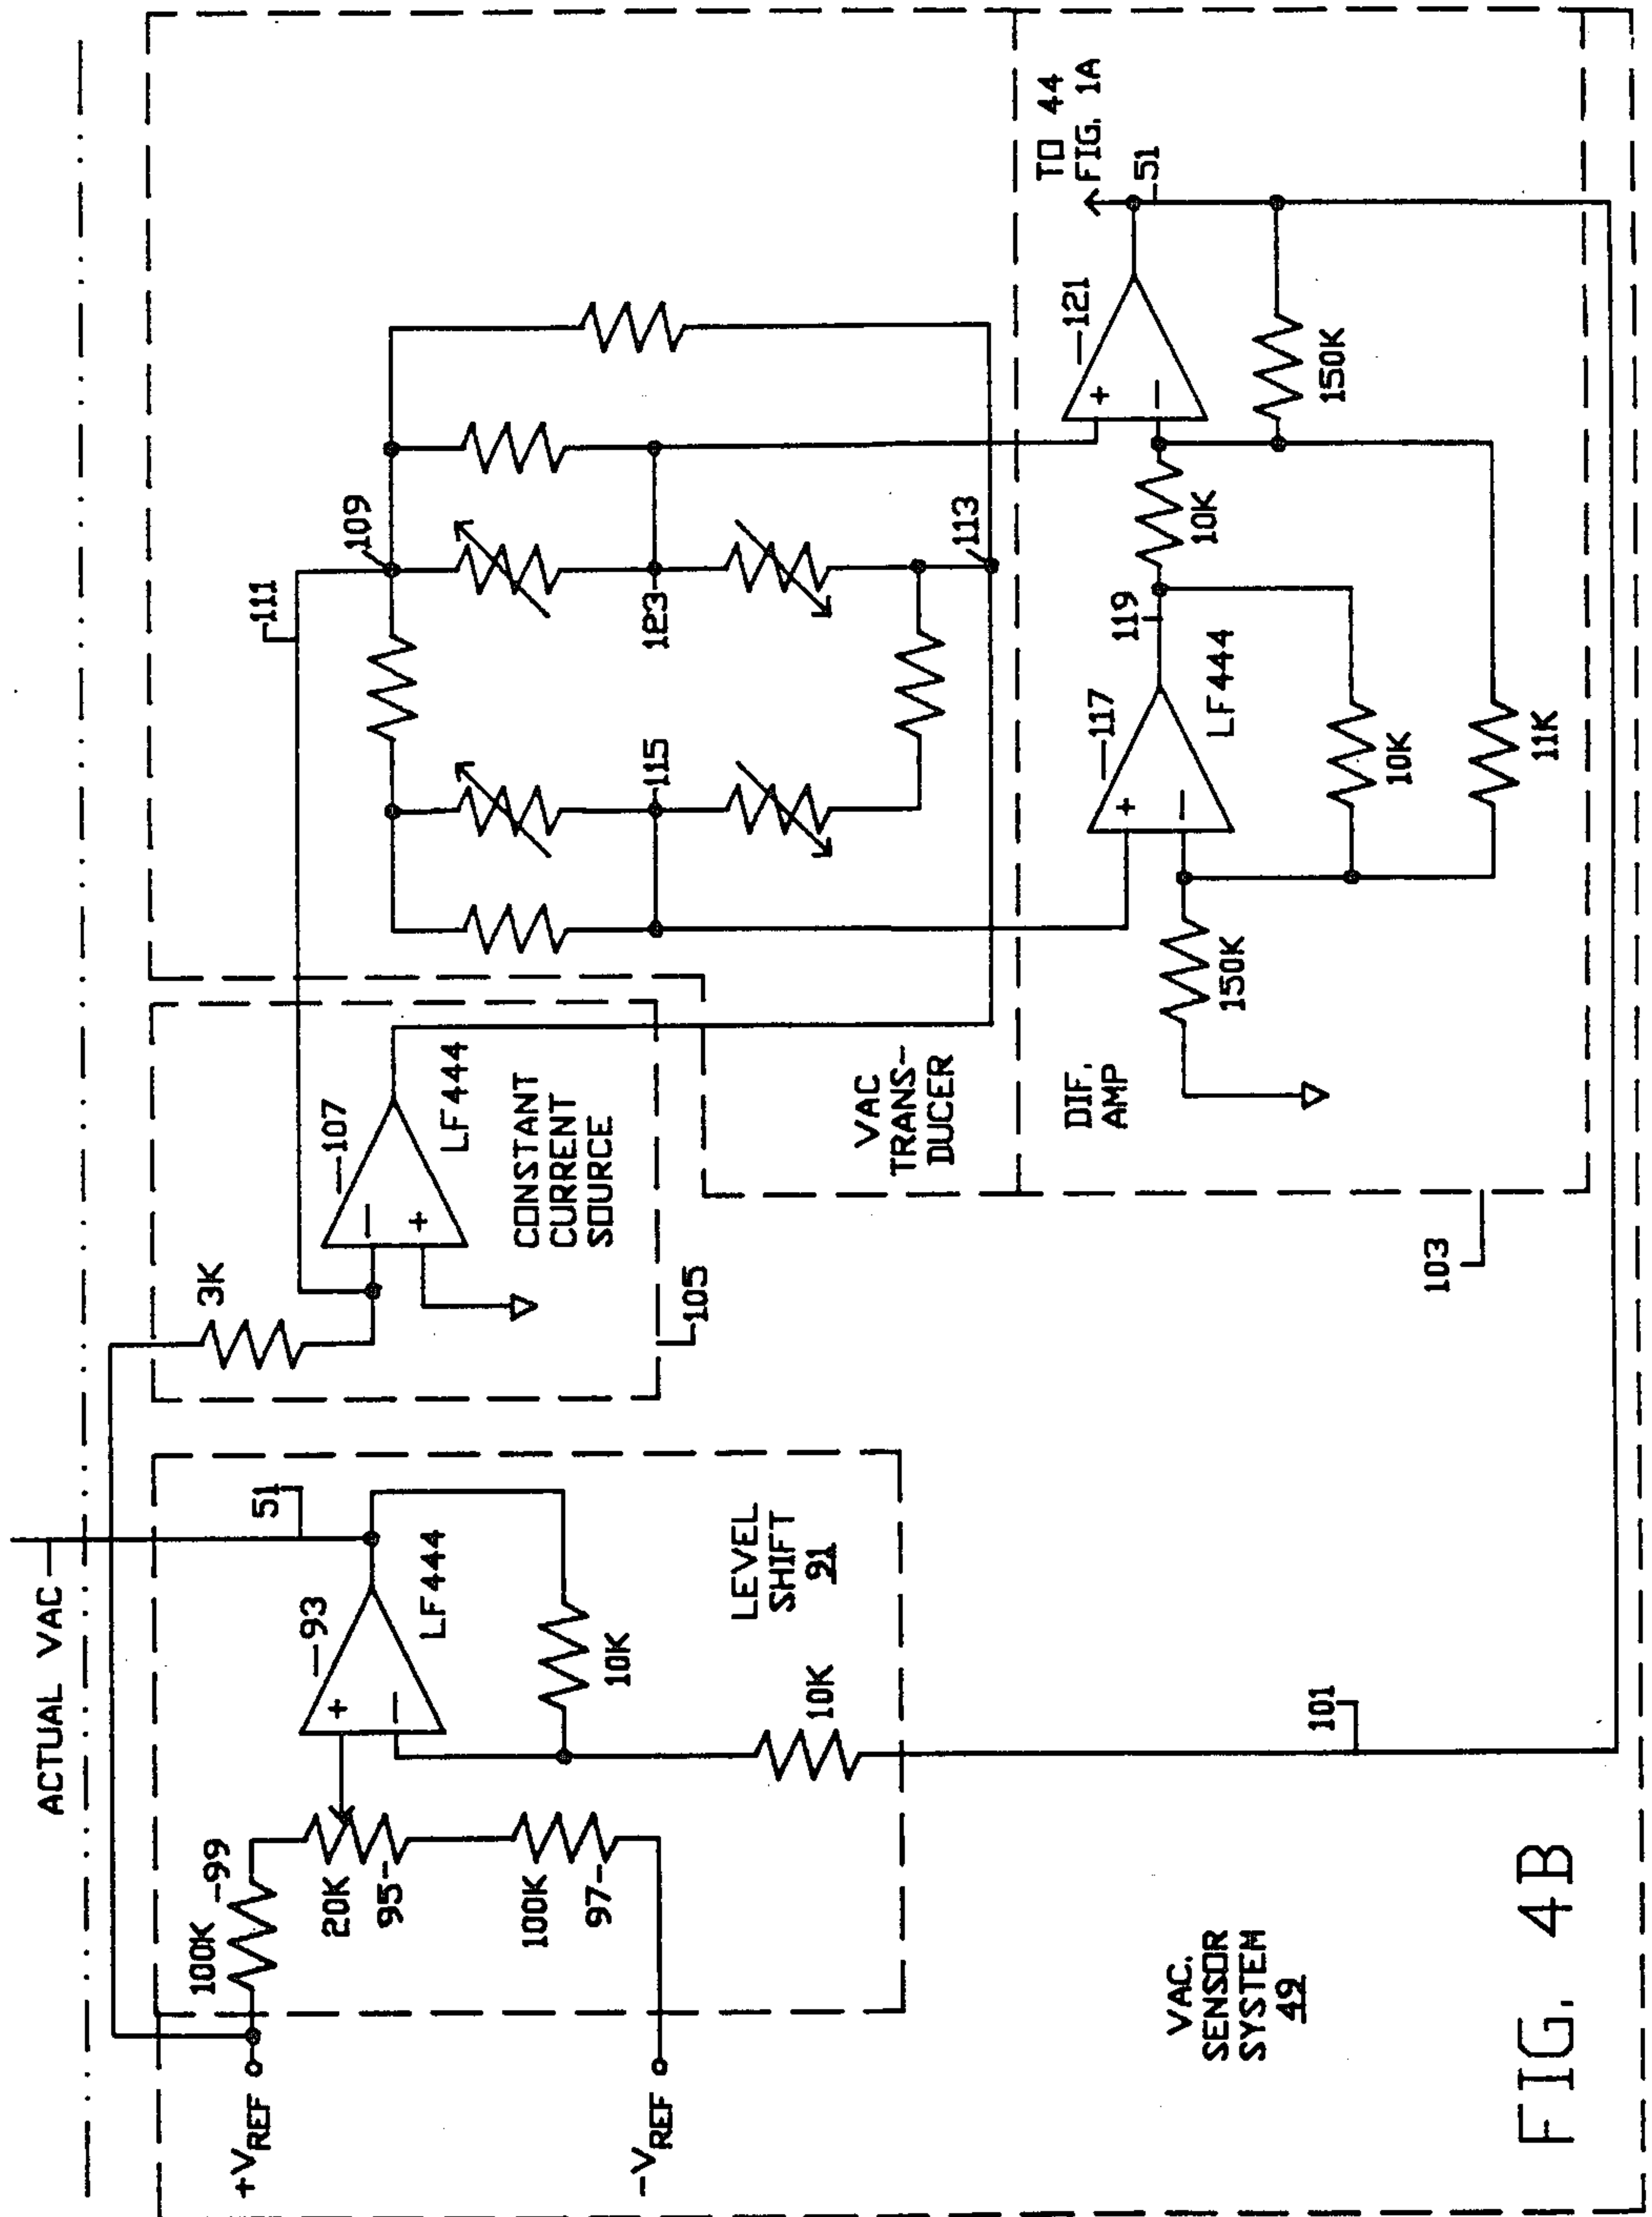 ACTUAL VAC
+VREF
100K
99
20K
95
100K
97
-VREF
+
-
93
LF444
51
10K
10K
LEVEL
SHIFT
91
101
3K
-
+
107
LF444
CONSTANT
CURRENT
SOURCE
105
111
109
115
123
113
VAC
TRANS-
DUCER
DIF.
AMP
150K
+
-
117
LF444
119
10K
11K
10K
+
-
121
150K
TO 44
FIG. 1A
51
103
VAC.
SENSOR
SYSTEM
49
FIG. 4B